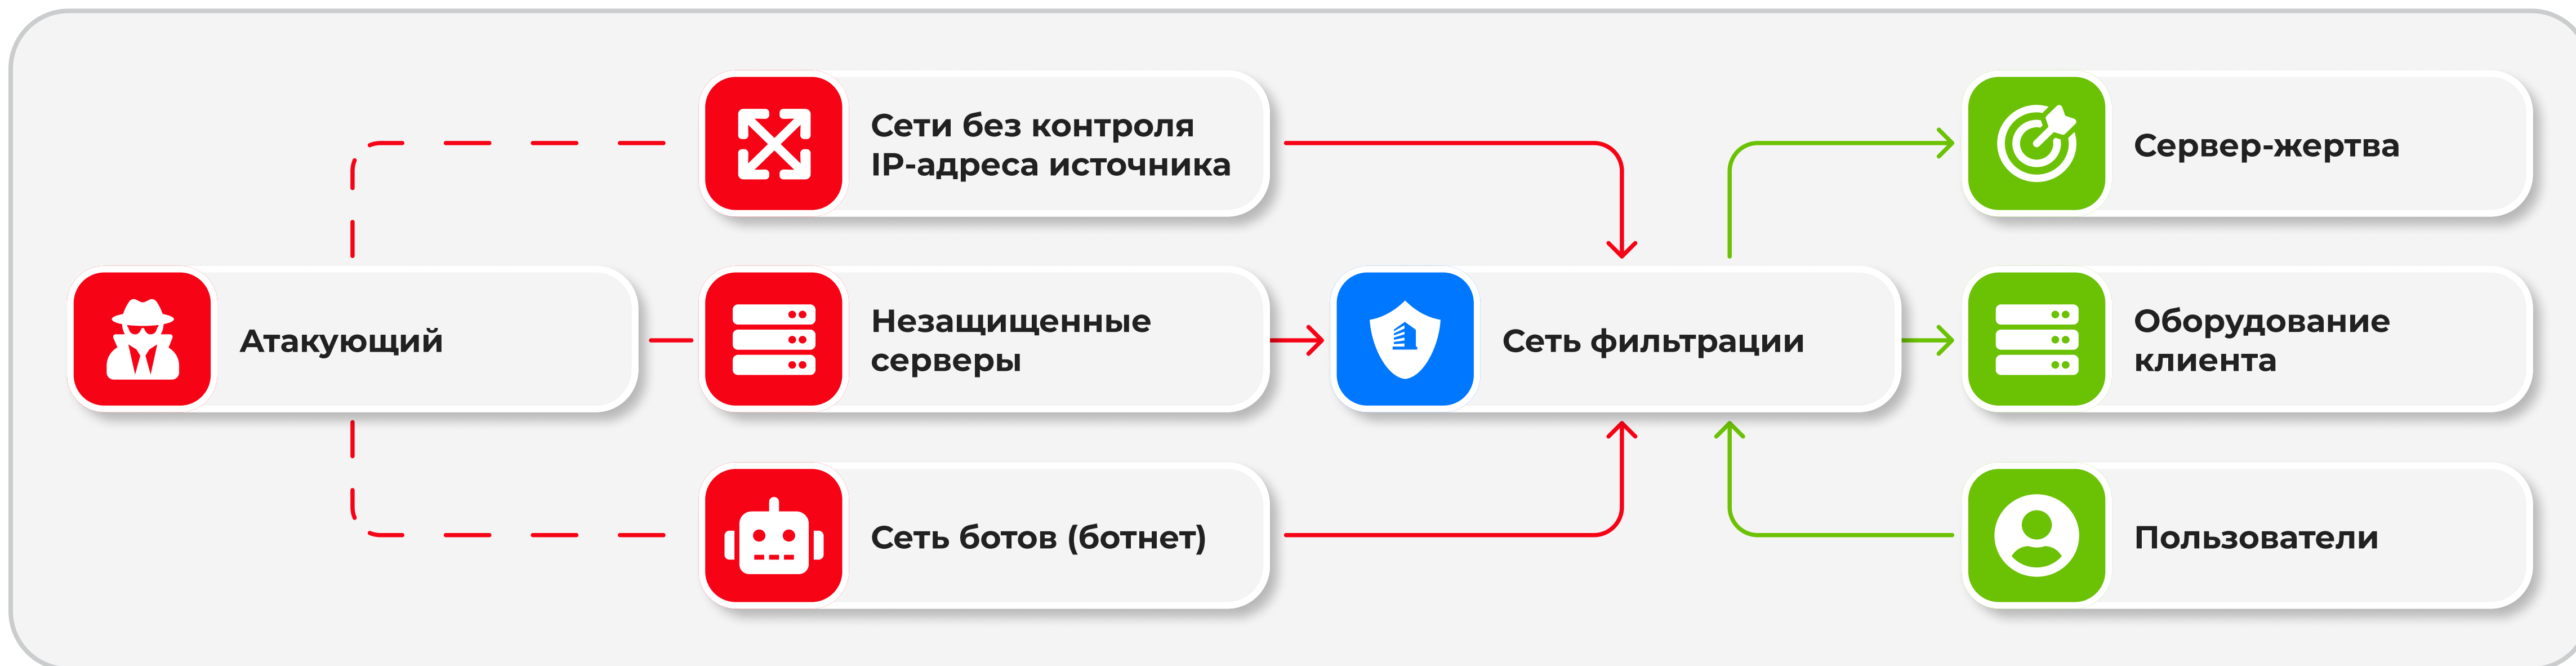 Сети без контроля
IP-адреса источника
Сервер-жертва
Атакующий
Незащищенные
серверы
Сеть фильтрации
Оборудование
клиента
Сеть ботов (ботнет)
Пользователи